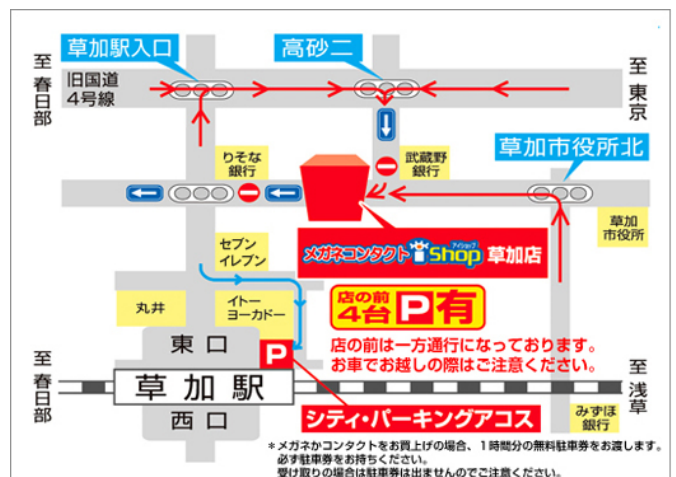 草加駅入口
高砂二
至春日部
旧国道
4号線
至東京
りそな
銀行
武蔵野
銀行
草加市役所北
草加
市役所
メガネコンタクト アイショップ iShop 草加店
セブン
イレブン
店の前
4台 P 有
丸井
イトー
ヨーカドー
店の前は一方通行になっております。
お車でお越しの際はご注意ください。
東口
P
至春日部
草加駅
至浅草
西口
シティ・パーキングアコス
みずほ
銀行
*メガネかコンタクトをお買上げの場合、1時間分の無料駐車券をお渡します。
必ず駐車券をお持ちください。
受け取りの場合は駐車券は出ませんのでご注意ください。